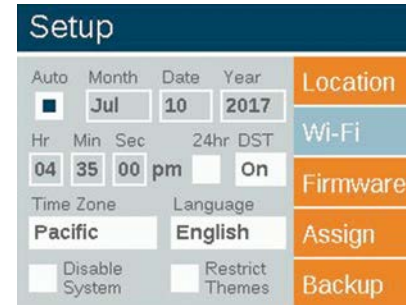 Setup
Auto Month Date Year
Jul 10 2017
Hr Min Sec 24hr DST
04 35 00 pm On
Time Zone Language
Pacific English
Disable System
Restrict Themes
Location
Wi-Fi
Firmware
Assign
Backup